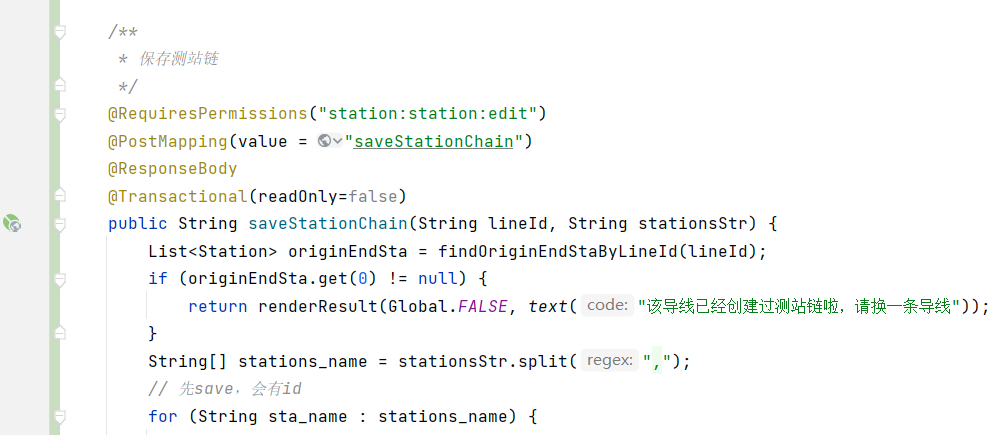 /**
 * 保存测站链
 */
@RequiresPermissions("station:station:edit")
@PostMapping(value = "saveStationChain")
@ResponseBody
@Transactional(readOnly=false)
public String saveStationChain(String lineId, String stationsStr) {
    List<Station> originEndSta = findOriginEndStaByLineId(lineId);
    if (originEndSta.get(0) != null) {
        return renderResult(Global.FALSE, text( code: "该导线已经创建过测站链啦，请换一条导线"));
    }
    String[] stations_name = stationsStr.split( regex: ",");
    // 先save，会有id
    for (String sta_name : stations_name) {